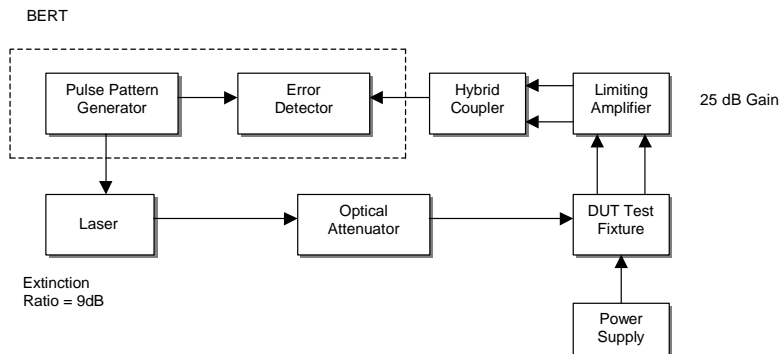 BERT
Pulse Pattern
Generator
Error
Detector
Hybrid
Coupler
Limiting
Amplifier
25 dB Gain
Laser
Optical
Attenuator
DUT Test
Fixture
Extinction
Ratio = 9dB
Power
Supply